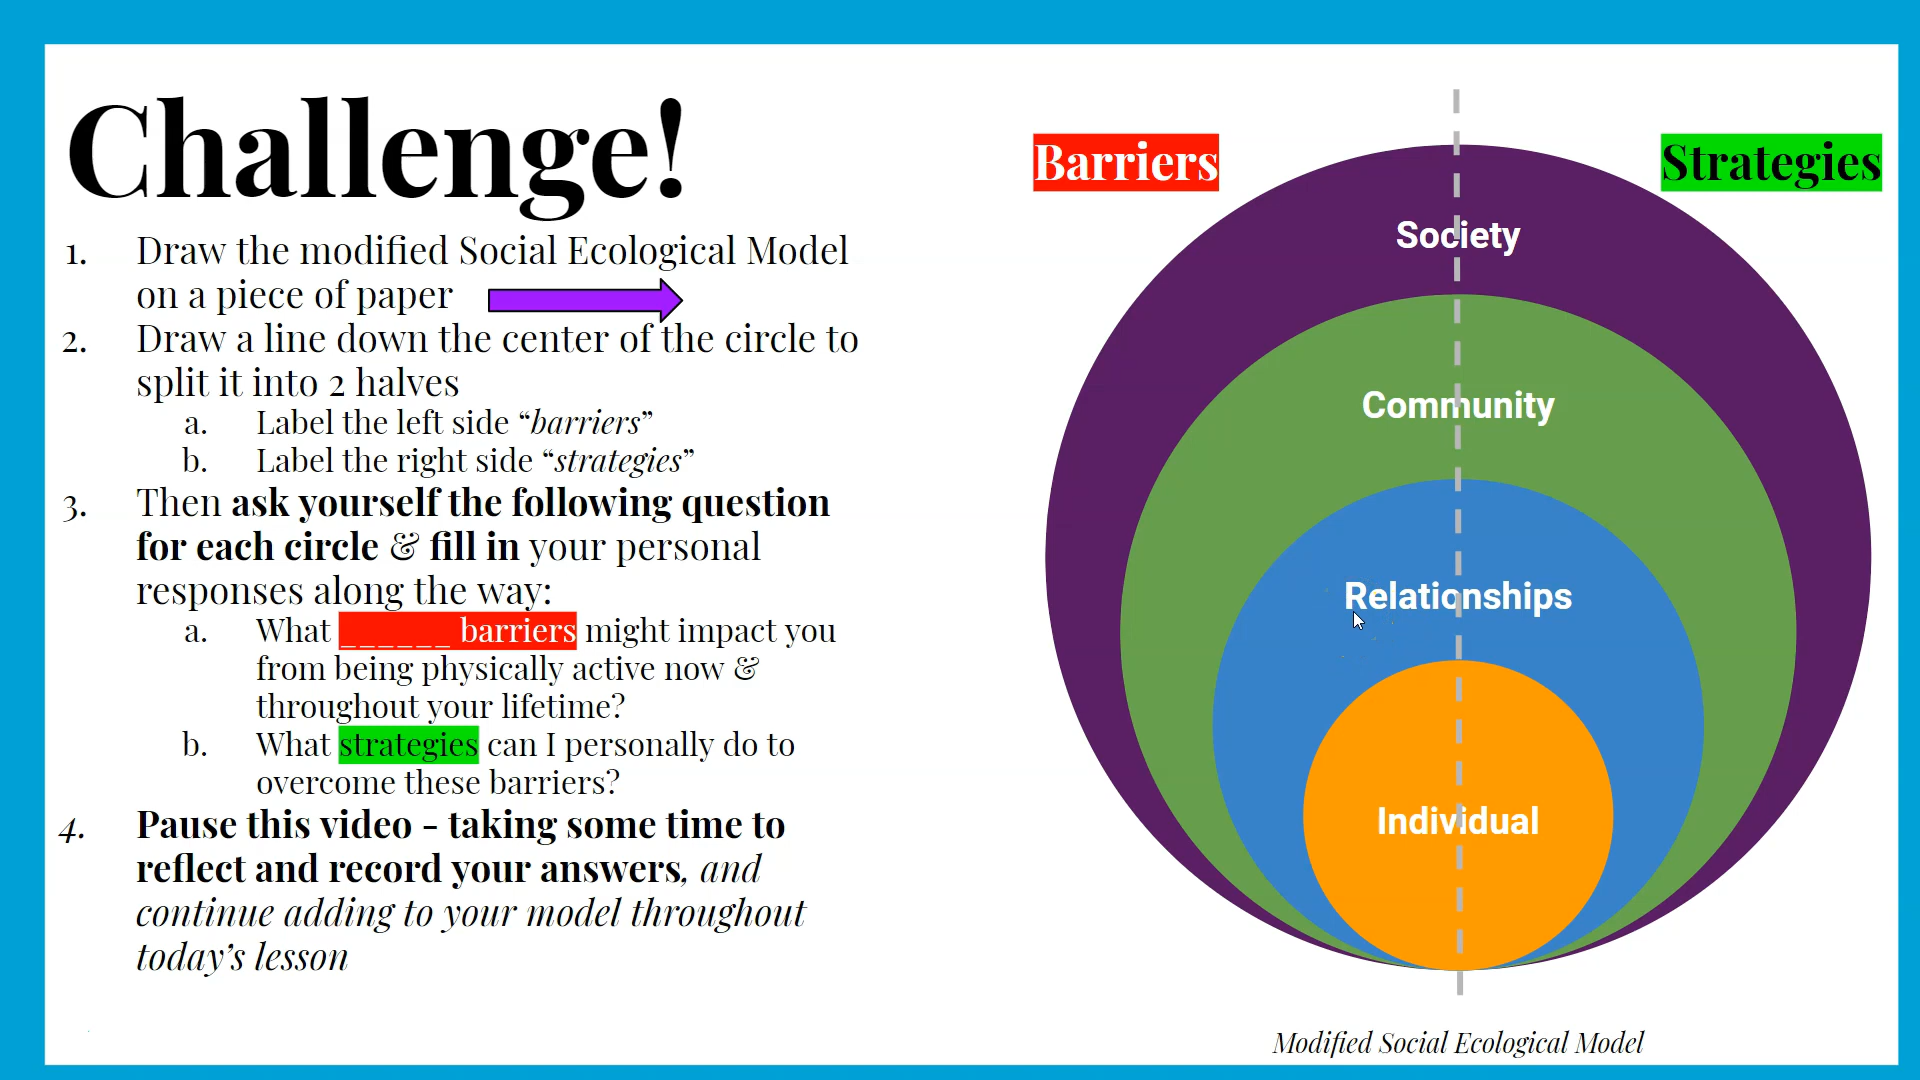 Challenge!
1. Draw the modified Social Ecological Model
on a piece of paper
2. Draw a line down the center of the circle to
split it into 2 halves
a. Label the left side “barriers”
b. Label the right side “strategies”
3. Then ask yourself the following question
for each circle & fill in your personal
responses along the way:
a. What ______ barriers might impact you
from being physically active now &
throughout your lifetime?
b. What strategies can I personally do to
overcome these barriers?
4. Pause this video - taking some time to
reflect and record your answers, and
continue adding to your model throughout
today’s lesson
Barriers
Strategies
Society
Community
Relationships
Individual
Modified Social Ecological Model